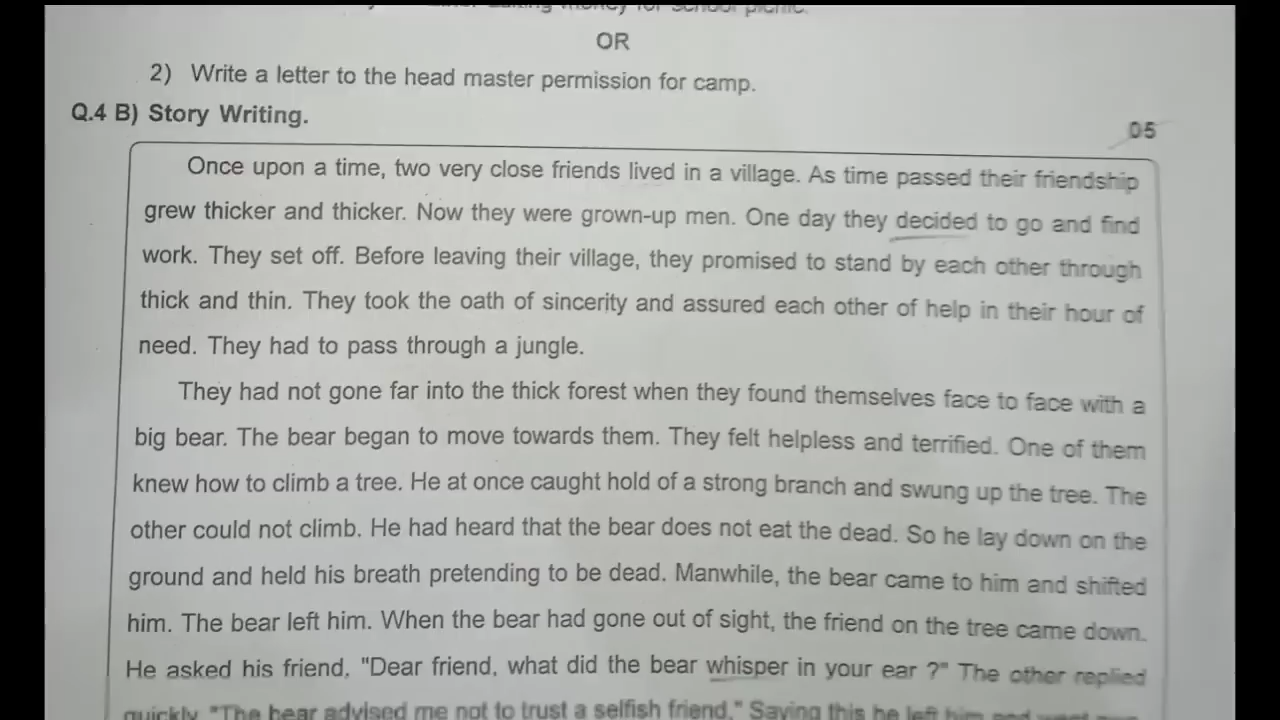 money for school picnic.
OR
2) Write a letter to the head master permission for camp.
Q.4 B) Story Writing.
05
Once upon a time, two very close friends lived in a village. As time passed their friendship
grew thicker and thicker. Now they were grown-up men. One day they decided to go and find
work. They set off. Before leaving their village, they promised to stand by each other through
thick and thin. They took the oath of sincerity and assured each other of help in their hour of
need. They had to pass through a jungle.
They had not gone far into the thick forest when they found themselves face to face with a
big bear. The bear began to move towards them. They felt helpless and terrified. One of them
knew how to climb a tree. He at once caught hold of a strong branch and swung up the tree. The
other could not climb. He had heard that the bear does not eat the dead. So he lay down on the
ground and held his breath pretending to be dead. Manwhile, the bear came to him and shifted
him. The bear left him. When the bear had gone out of sight, the friend on the tree came down.
He asked his friend, "Dear friend, what did the bear whisper in your ear ?" The other replied
quickly, "The bear advised me not to trust a selfish friend." Saying this he left him and went